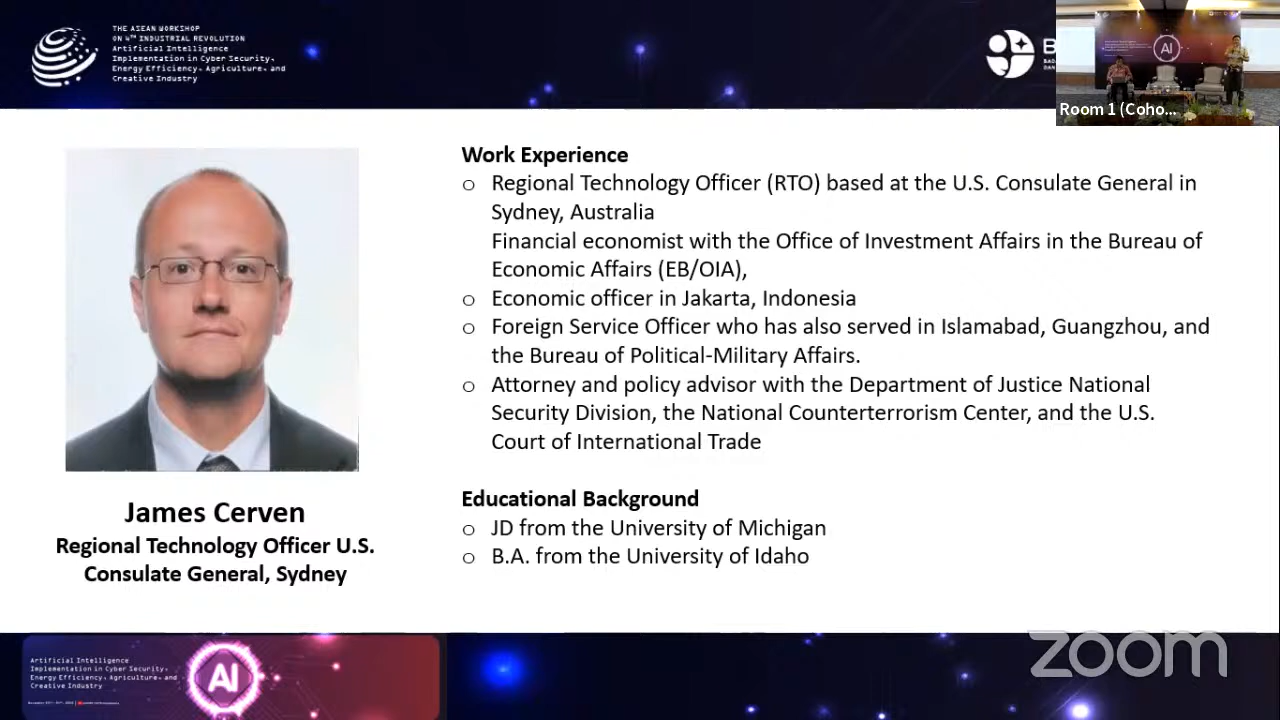 THE ASEAN WORKSHOP
ON 4TH INDUSTRIAL REVOLUTION
Artificial Intelligence
Implementation in Cyber Security,
Energy Efficiency, Agriculture, and
Creative Industry
B
AI
Room 1 (Coho...
Work Experience
o Regional Technology Officer (RTO) based at the U.S. Consulate General in
Sydney, Australia
Financial economist with the Office of Investment Affairs in the Bureau of
Economic Affairs (EB/OIA),
o Economic officer in Jakarta, Indonesia
o Foreign Service Officer who has also served in Islamabad, Guangzhou, and
the Bureau of Political-Military Affairs.
o Attorney and policy advisor with the Department of Justice National
Security Division, the National Counterterrorism Center, and the U.S.
Court of International Trade
Educational Background
o JD from the University of Michigan
o B.A. from the University of Idaho
James Cerven
Regional Technology Officer U.S.
Consulate General, Sydney
Artificial Intelligence
Implementation in Cyber Security,
Energy Efficiency, Agriculture, and
Creative Industry
AI
zoom